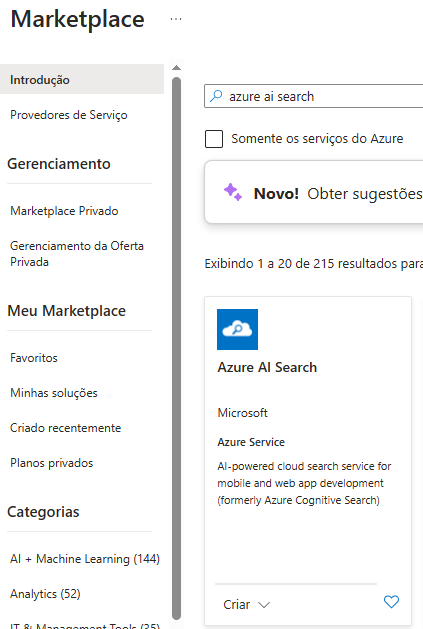 Marketplace ...
Introdução
Provedores de Serviço
Gerenciamento
Marketplace Privado
Gerenciamento da Oferta
Privada
Meu Marketplace
Favoritos
Minhas soluções
Criado recentemente
Planos privados
Categorias
AI + Machine Learning (144)
Analytics (52)
IT & Management Tools (35)
azure ai search
Somente os serviços do Azure
Novo! Obter sugestões
Exibindo 1 a 20 de 215 resultados para
Azure AI Search
Microsoft
Azure Service
AI-powered cloud search service for
mobile and web app development
(formerly Azure Cognitive Search)
Criar